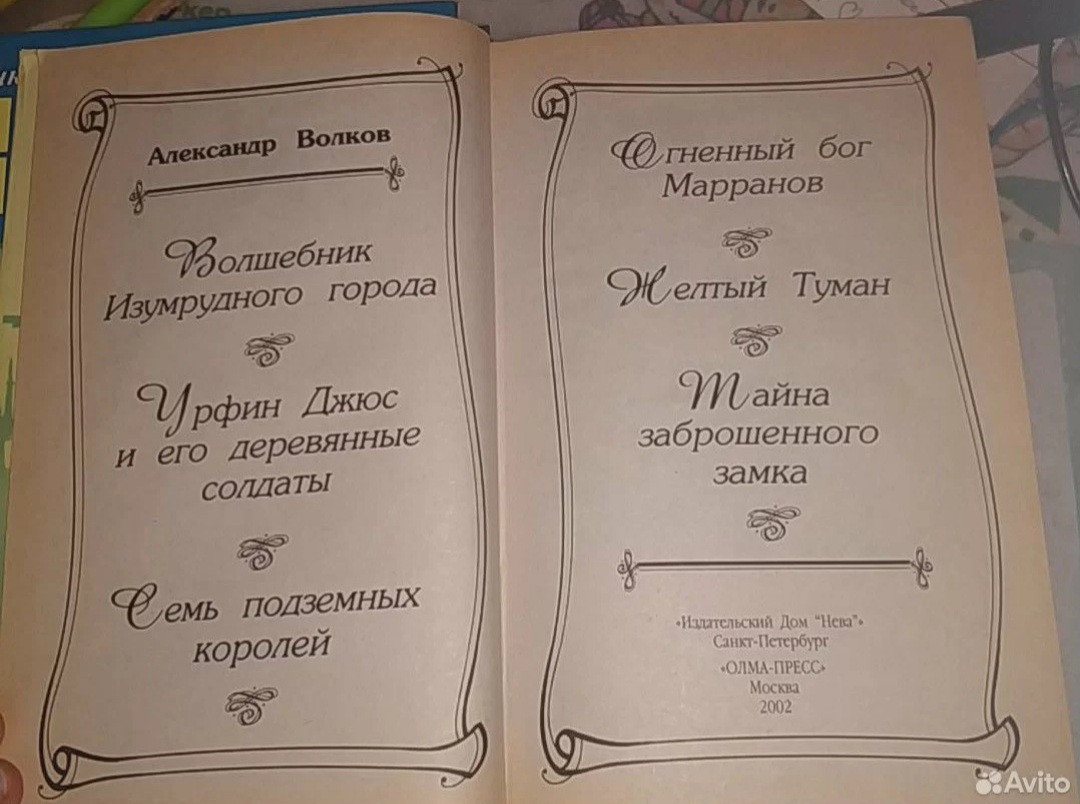 Александр Волков
Волшебник
Изумрудного города
Урфин Джюс
и его деревянные
солдаты
Семь подземных
королей
Огненный бог
Марранов
Желтый Туман
Тайна
заброшенного
замка
«Издательский Дом "Нева"»
Санкт-Петербург
«ОЛМА-ПРЕСС»
Москва
2002
Avito